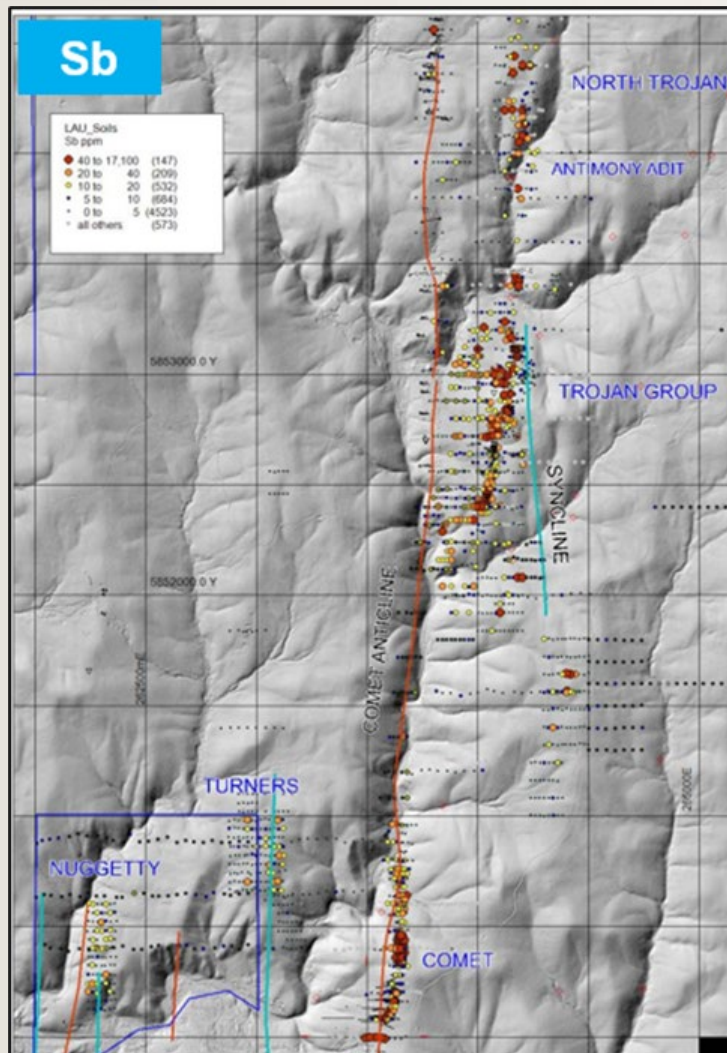 Sb
LAU_Soils
Sb ppm
40 to 17,100 (147)
20 to 40 (209)
10 to 20 (532)
5 to 10 (684)
0 to 5 (4523)
all others (573)
NORTH TROJAN
ANTIMONY ADIT
5853000.0 Y
TROJAN GROUP
SYNCLINE
5852000.0 Y
COMET ANTICLINE
TURNERS
NUGGETTY
COMET